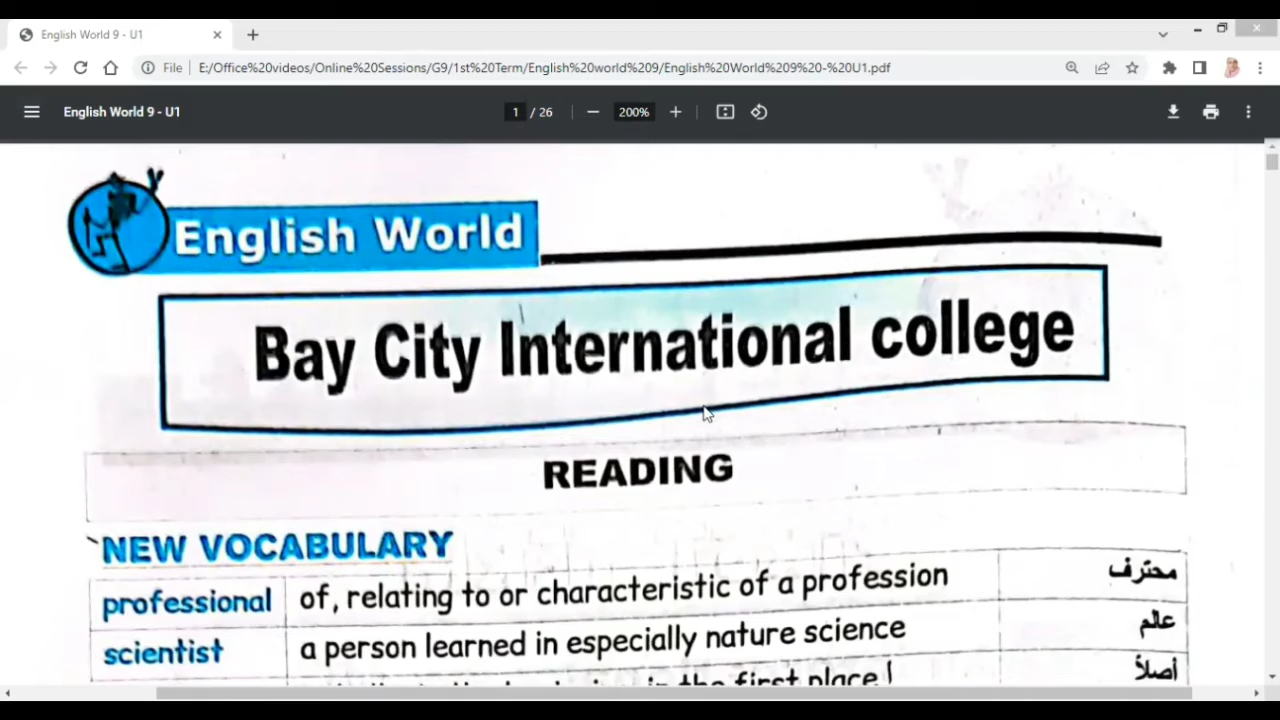 English World 9 - U1
File
E:/Office%20videos/Online%20Sessions/G9/1st%20Term/English%20world%209/English%20World%209%20-%20U1.pdf
English World 9 - U1
1 / 26
200%
English World
Bay City International college
READING
NEW VOCABULARY
professional of, relating to or characteristic of a profession محترف
scientist a person learned in especially nature science عالم
in the first place أصلاً